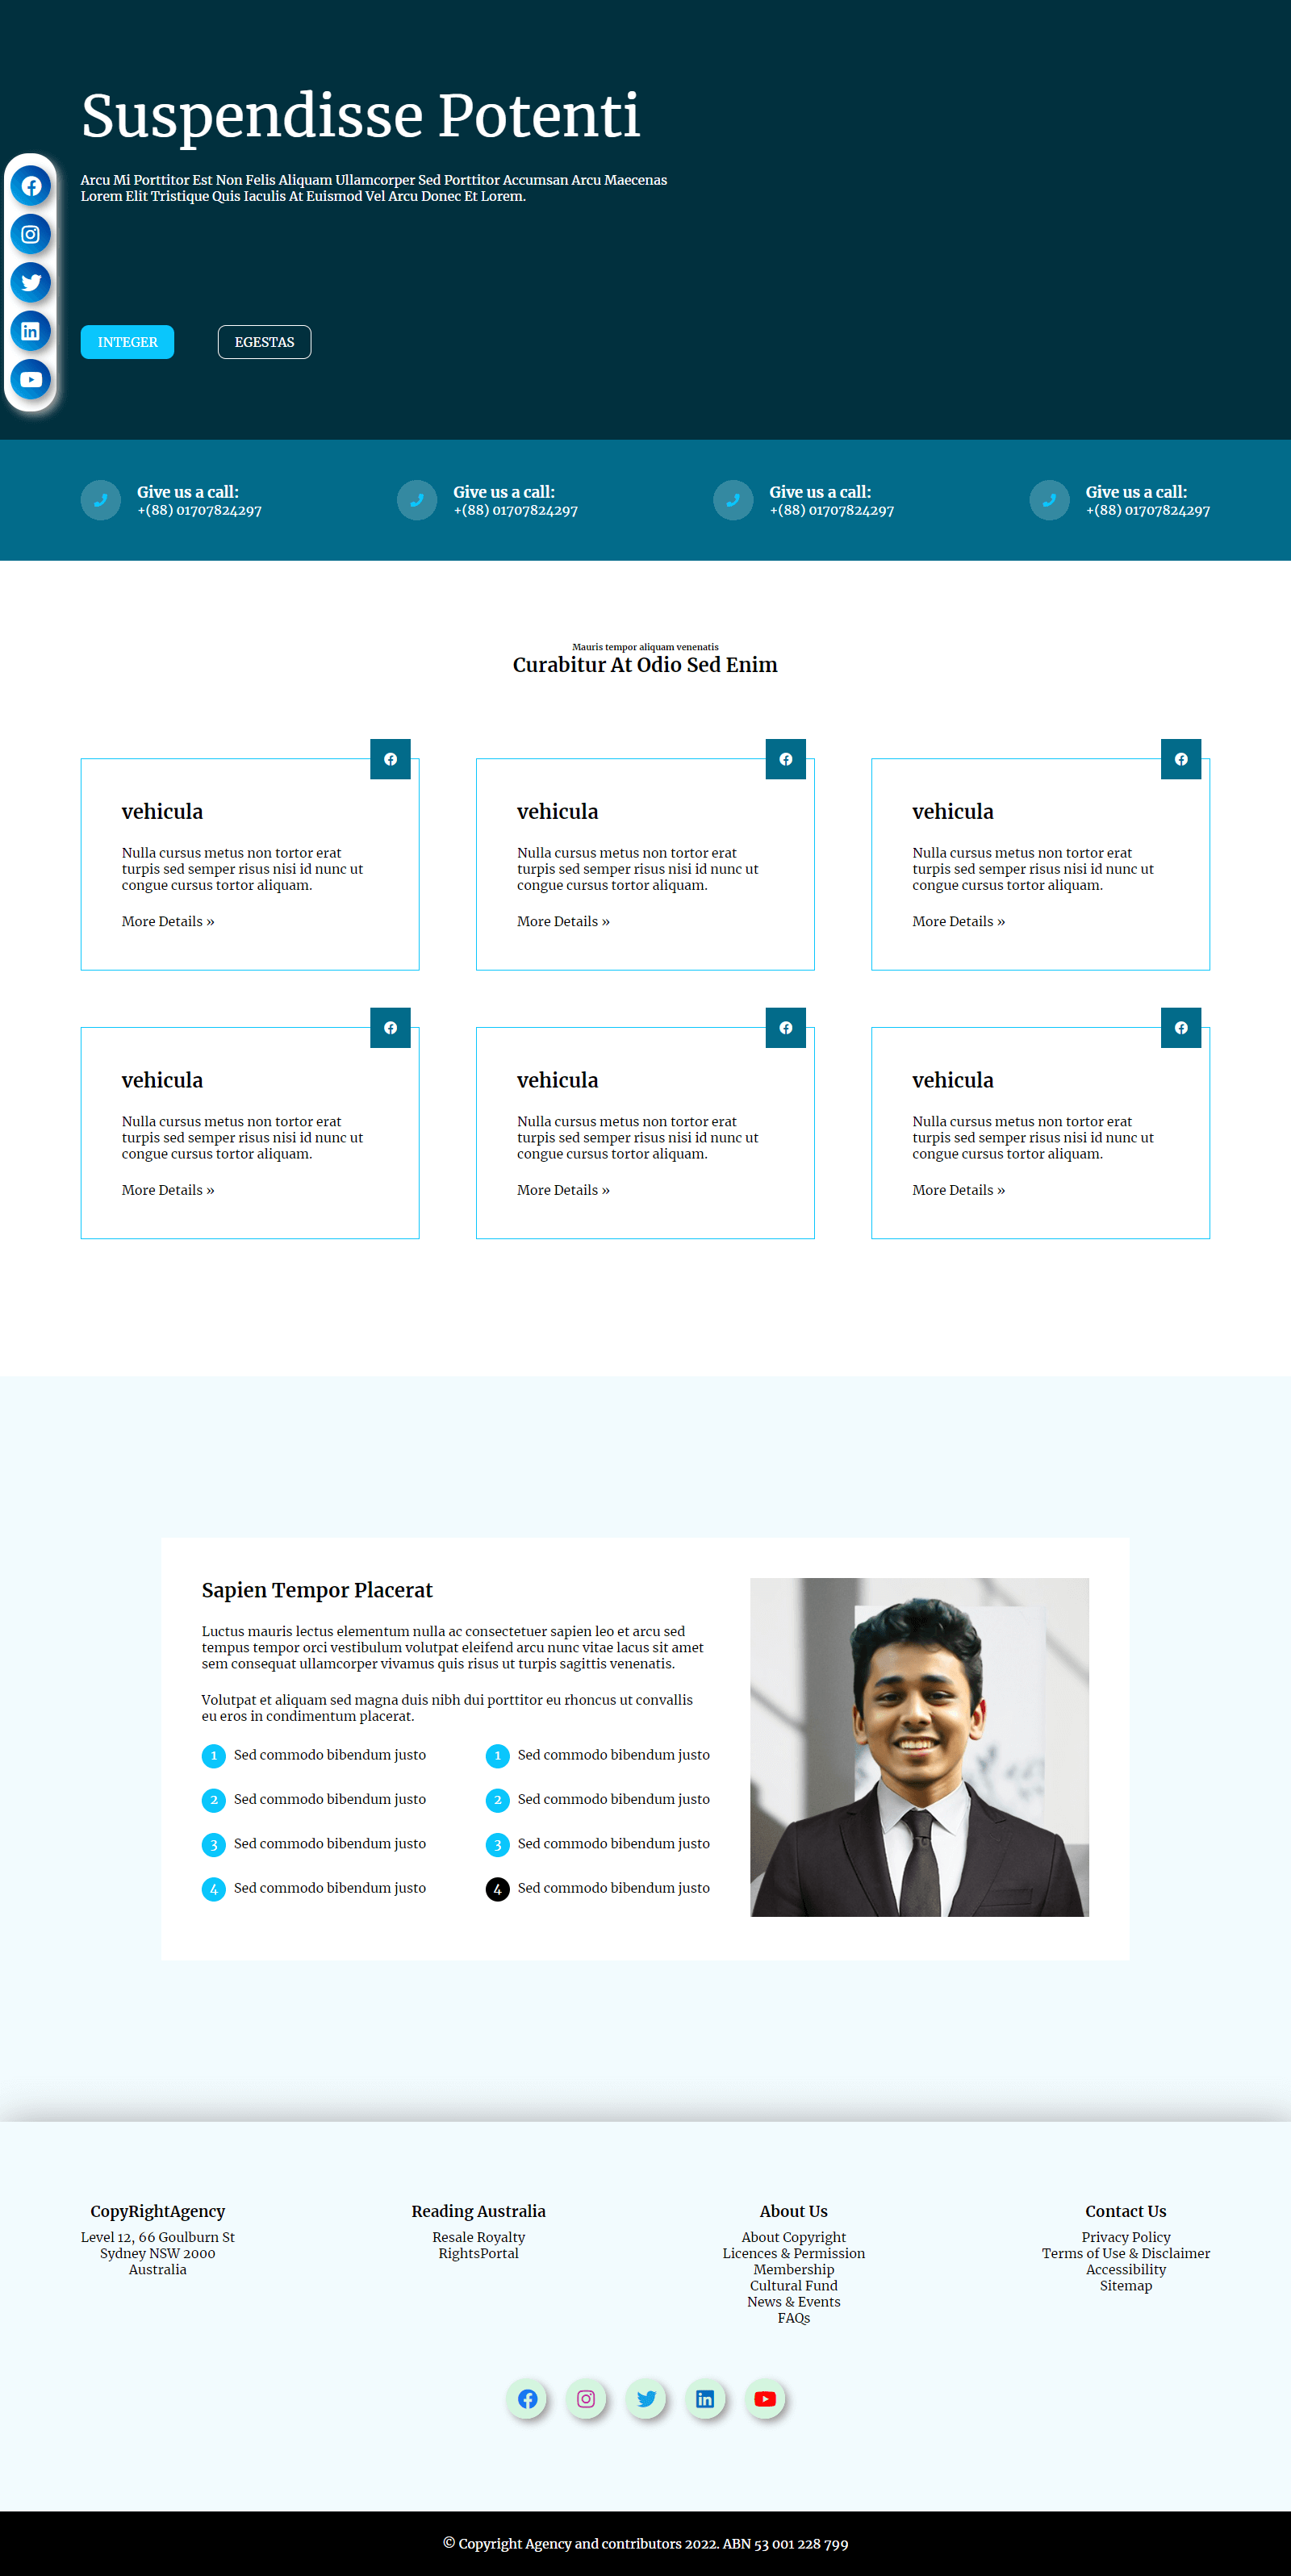 Suspendisse Potenti
Arcu Mi Porttitor Est Non Felis Aliquam Ullamcorper Sed Porttitor Accumsan Arcu Maecenas
Lorem Elit Tristique Quis Iaculis At Euismod Vel Arcu Donec Et Lorem.
INTEGER
EGESTAS
Give us a call:
+(88) 01707824297
Give us a call:
+(88) 01707824297
Give us a call:
+(88) 01707824297
Give us a call:
+(88) 01707824297
Mauris tempor aliquam venenatis
Curabitur At Odio Sed Enim
vehicula
Nulla cursus metus non tortor erat
turpis sed semper risus nisi id nunc ut
congue cursus tortor aliquam.
More Details »
vehicula
Nulla cursus metus non tortor erat
turpis sed semper risus nisi id nunc ut
congue cursus tortor aliquam.
More Details »
vehicula
Nulla cursus metus non tortor erat
turpis sed semper risus nisi id nunc ut
congue cursus tortor aliquam.
More Details »
vehicula
Nulla cursus metus non tortor erat
turpis sed semper risus nisi id nunc ut
congue cursus tortor aliquam.
More Details »
vehicula
Nulla cursus metus non tortor erat
turpis sed semper risus nisi id nunc ut
congue cursus tortor aliquam.
More Details »
vehicula
Nulla cursus metus non tortor erat
turpis sed semper risus nisi id nunc ut
congue cursus tortor aliquam.
More Details »
Sapien Tempor Placerat
Luctus mauris lectus elementum nulla ac consectetuer sapien leo et arcu sed
tempus tempor orci vestibulum volutpat eleifend arcu nunc vitae lacus sit amet
sem consequat ullamcorper vivamus quis risus ut turpis sagittis venenatis.
Volutpat et aliquam sed magna duis nibh dui porttitor eu rhoncus ut convallis
eu eros in condimentum placerat.
1 Sed commodo bibendum justo
2 Sed commodo bibendum justo
3 Sed commodo bibendum justo
4 Sed commodo bibendum justo
1 Sed commodo bibendum justo
2 Sed commodo bibendum justo
3 Sed commodo bibendum justo
4 Sed commodo bibendum justo
CopyRightAgency
Level 12, 66 Goulburn St
Sydney NSW 2000
Australia
Reading Australia
Resale Royalty
RightsPortal
About Us
About Copyright
Licences & Permission
Membership
Cultural Fund
News & Events
FAQs
Contact Us
Privacy Policy
Terms of Use & Disclaimer
Accessibility
Sitemap
© Copyright Agency and contributors 2022. ABN 53 001 228 799